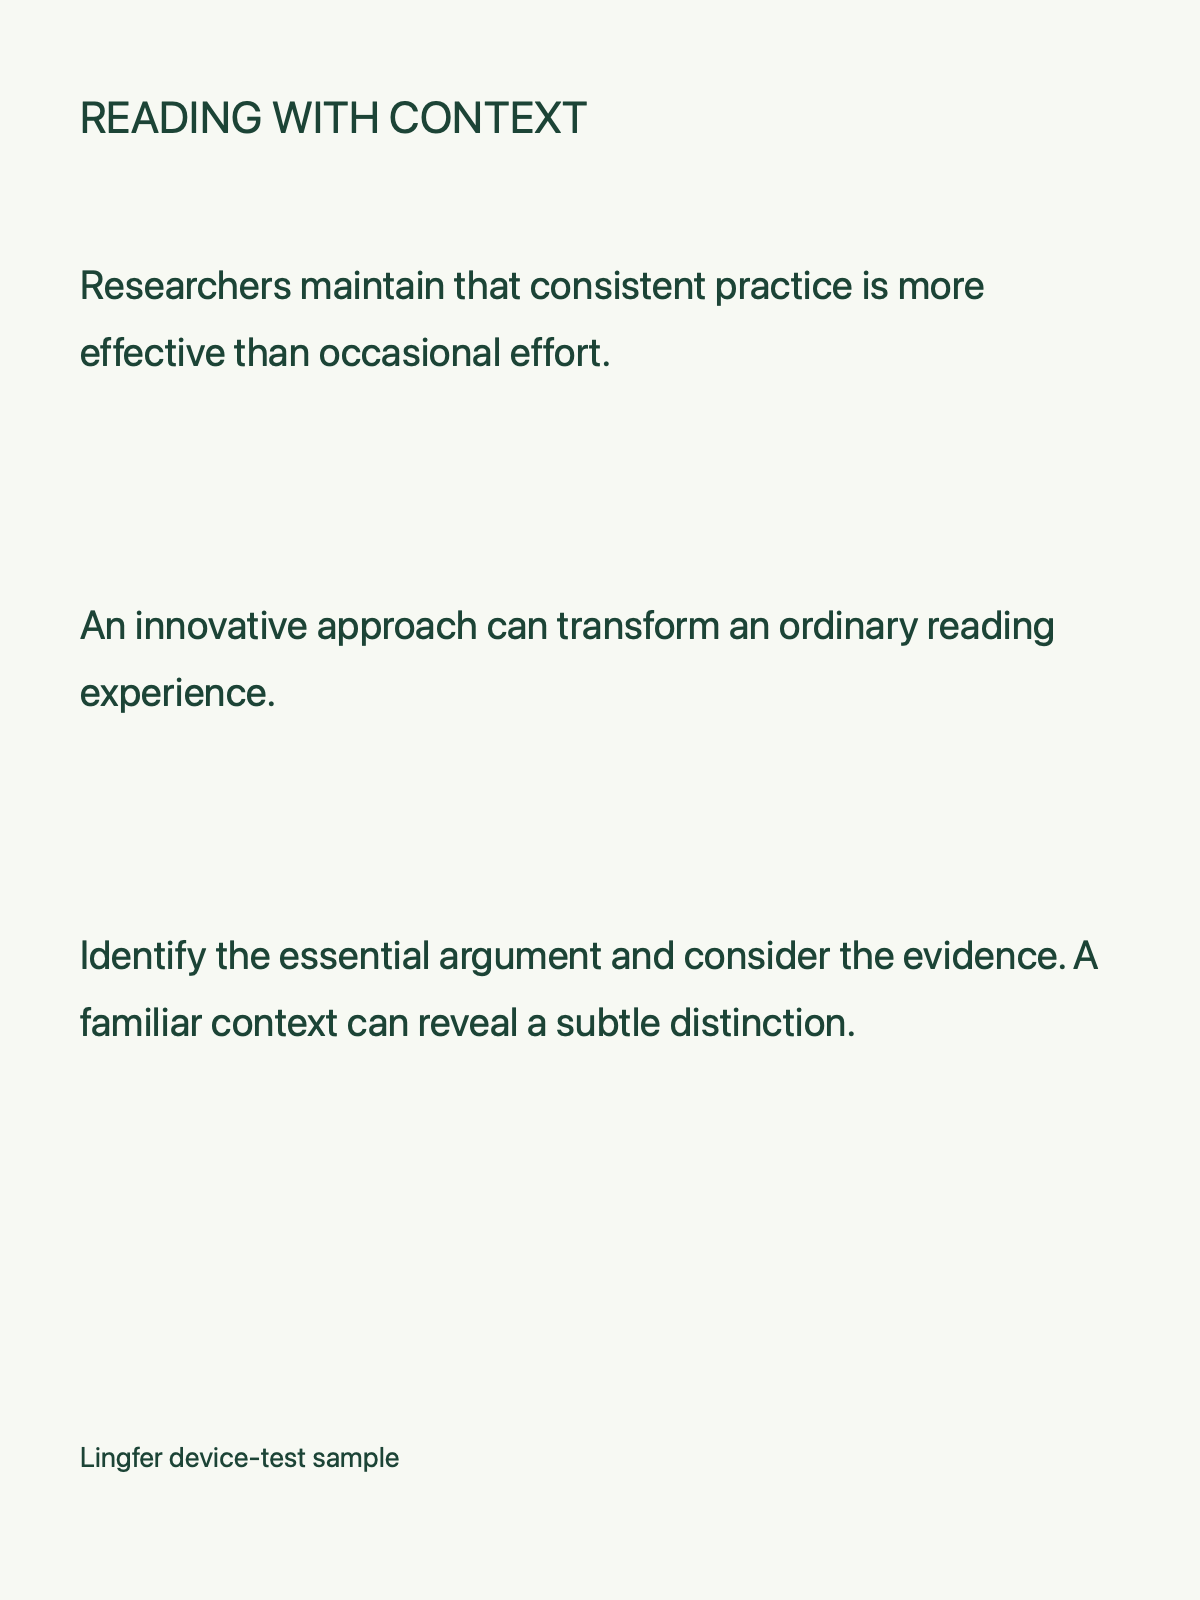 READING WITH CONTEXT
Researchers maintain that consistent practice is more
effective than occasional effort.
An innovative approach can transform an ordinary reading
experience.
Identify the essential argument and consider the evidence. A
familiar context can reveal a subtle distinction.
Lingfer device-test sample